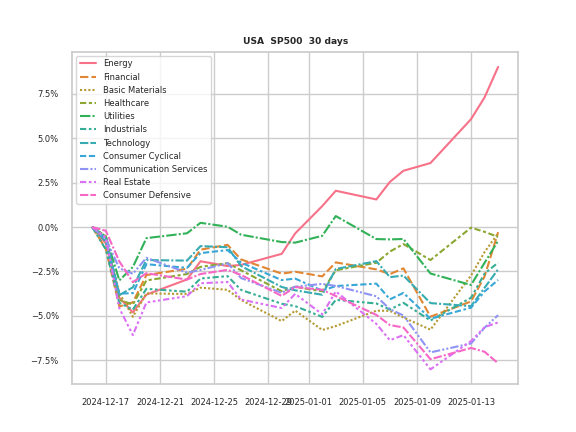 USA  SP500  30 days
Energy
Financial
Basic Materials
Healthcare
Utilities
Industrials
Technology
Consumer Cyclical
Communication Services
Real Estate
Consumer Defensive
7.5%
5.0%
2.5%
0.0%
−2.5%
−5.0%
−7.5%
2024-12-17 2024-12-21 2024-12-25 2024-12-29 2025-01-01 2025-01-05 2025-01-09 2025-01-13